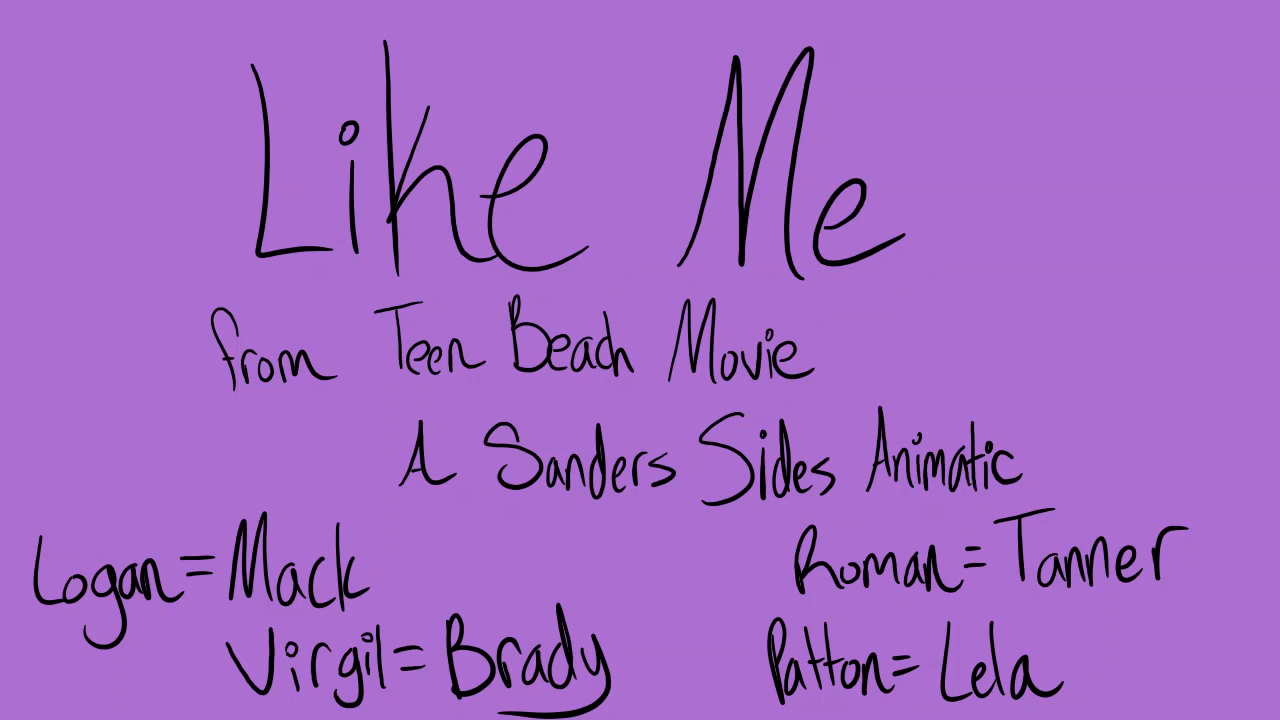 Like Me
from Teen Beach Movie
A Sanders Sides Animatic
Logan = Mack
Roman = Tanner
Virgil = Brady
Patton = Lela